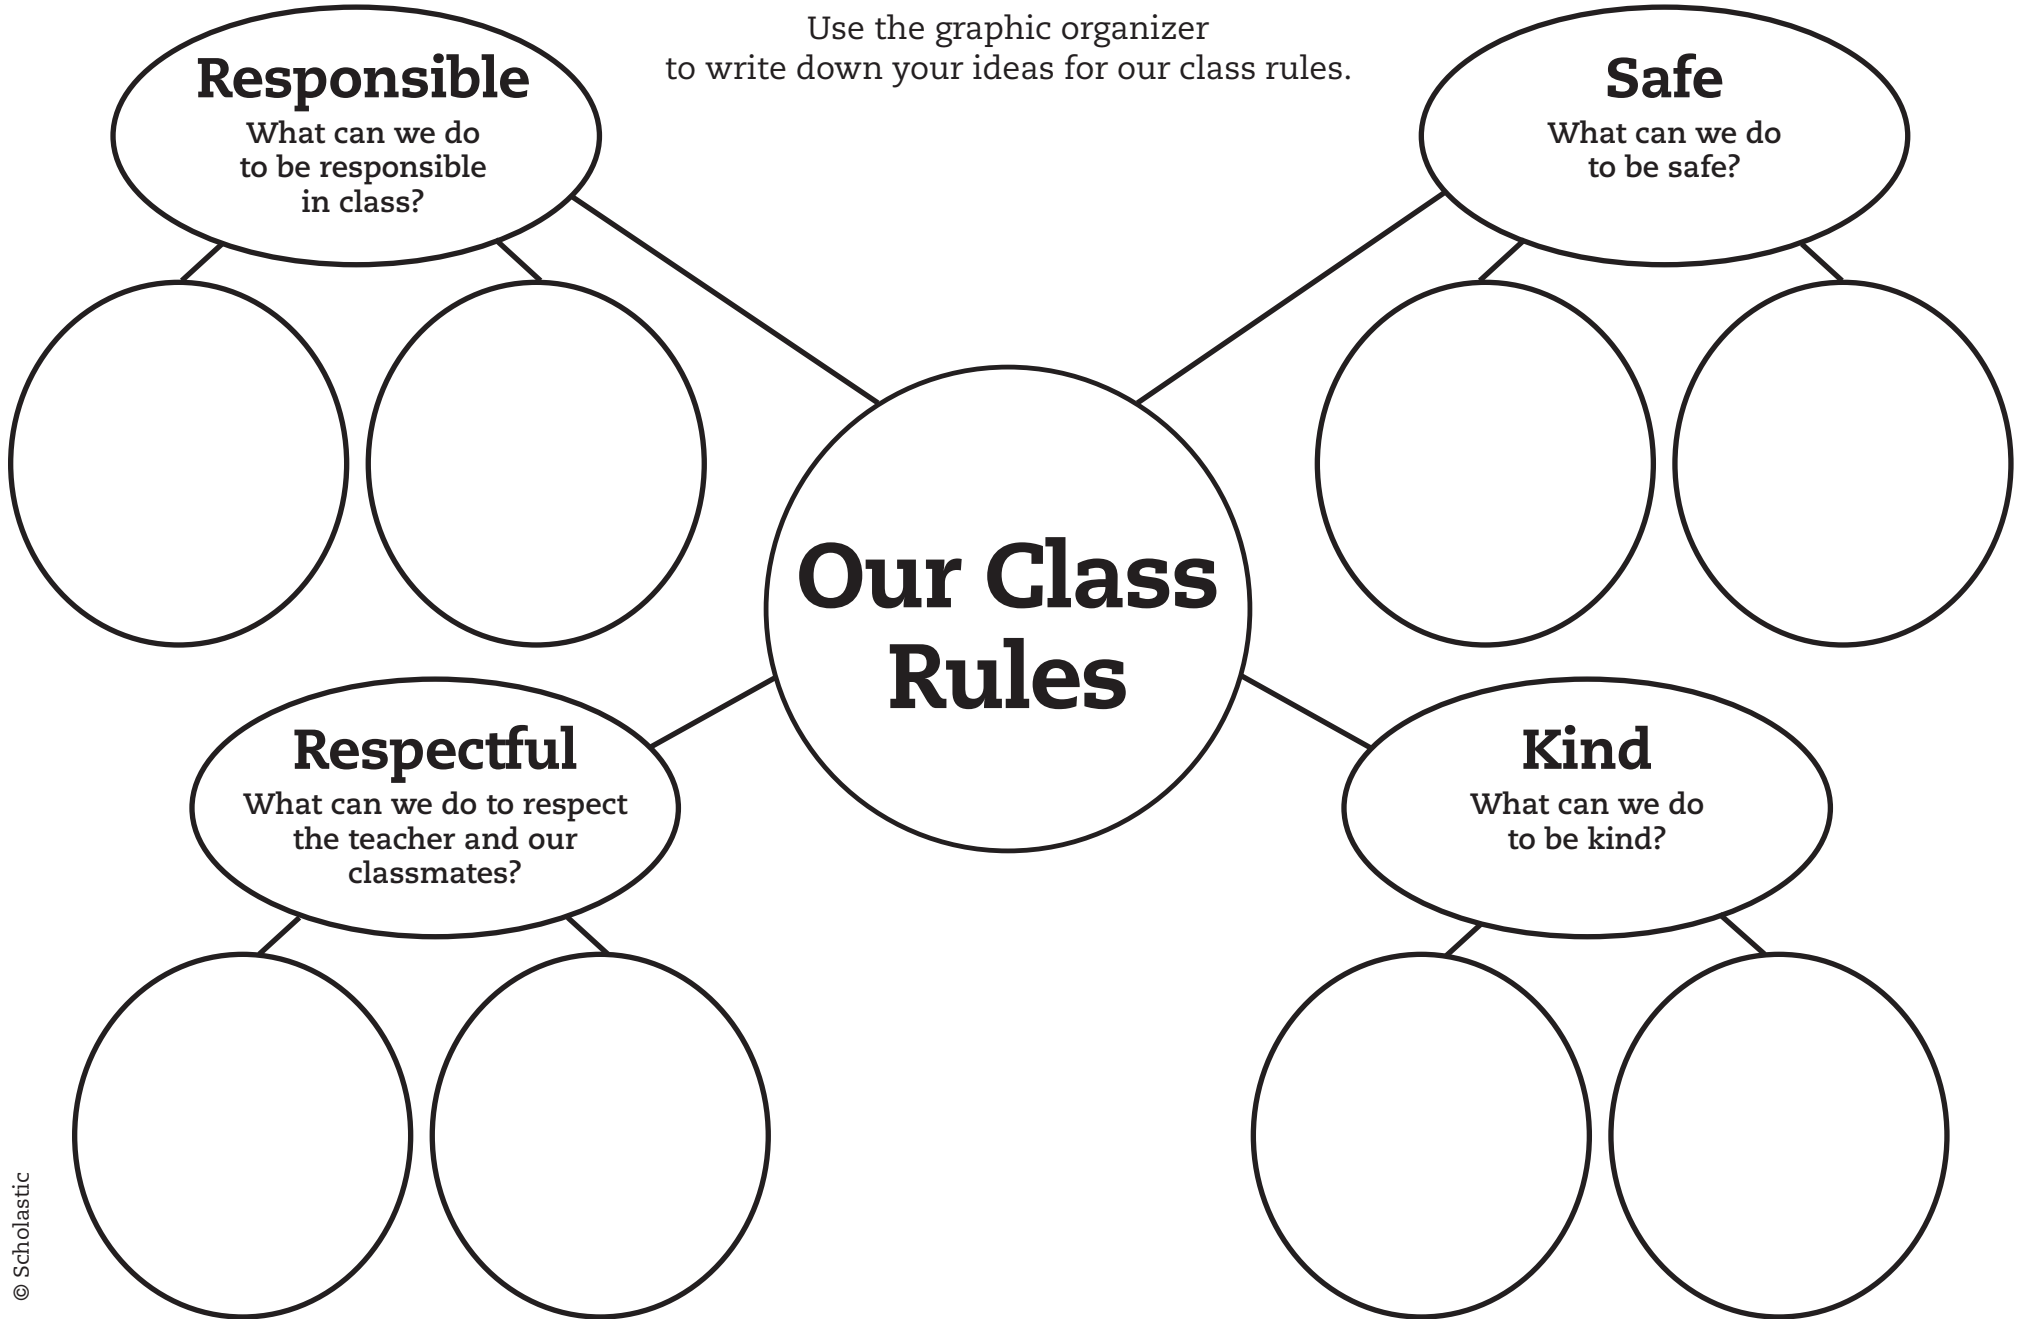 Use the graphic organizer
to write down your ideas for our class rules.
Responsible
What can we do
to be responsible
in class?
Safe
What can we do
to be safe?
Our Class
Rules
Respectful
What can we do to respect
the teacher and our
classmates?
Kind
What can we do
to be kind?
© Scholastic